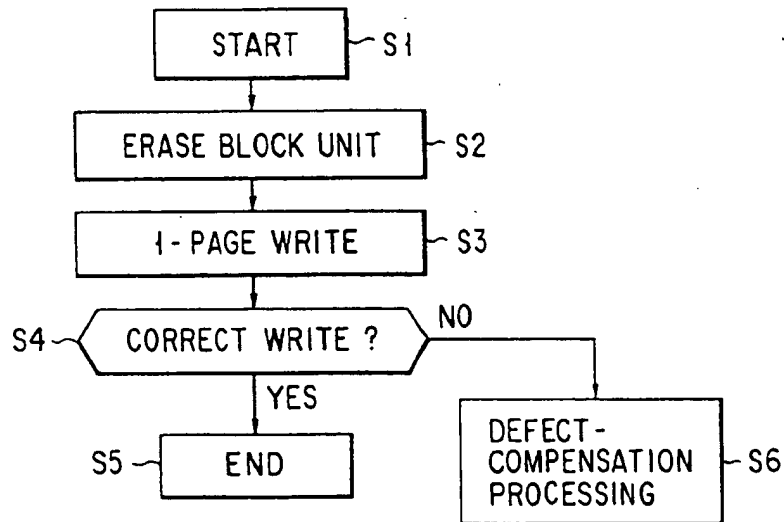 START S1
ERASE BLOCK UNIT S2
1-PAGE WRITE S3
S4 CORRECT WRITE ? NO
YES
S5 END
DEFECT-
COMPENSATION S6
PROCESSING